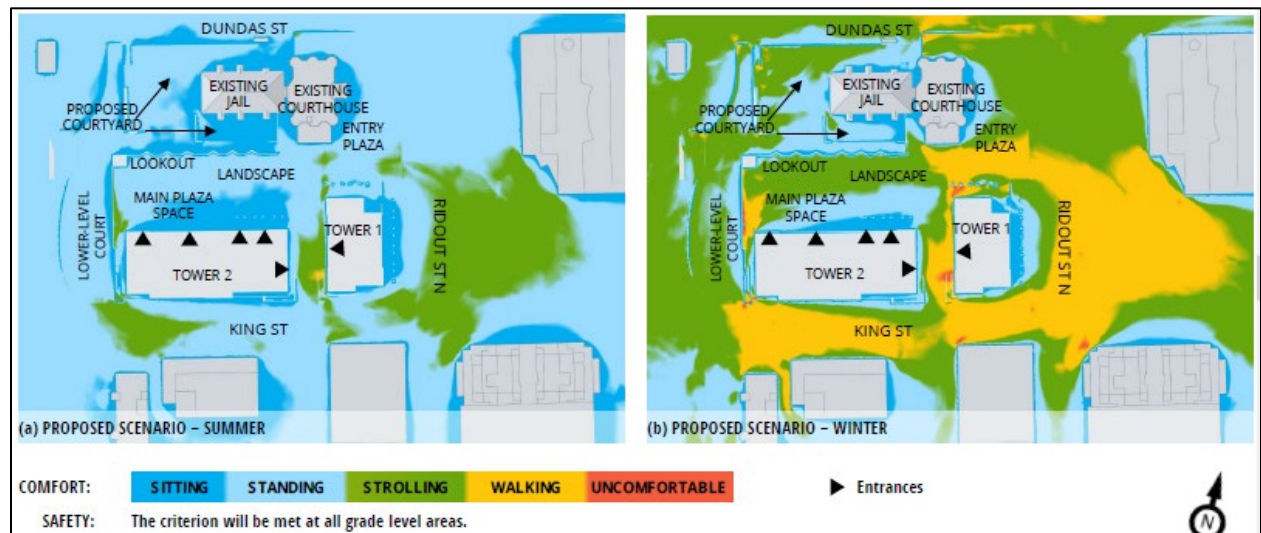 DUNDAS ST
EXISTING
JAIL
EXISTING
COURTHOUSE
PROPOSED
COURTYARD
ENTRY
PLAZA
LOOKOUT
LANDSCAPE
MAIN PLAZA
SPACE
LOWER-LEVEL
COURT
TOWER 1
TOWER 2
RIDOUT ST N
KING ST
(a) PROPOSED SCENARIO – SUMMER
DUNDAS ST
EXISTING
JAIL
EXISTING
COURTHOUSE
PROPOSED
COURTYARD
ENTRY
PLAZA
LOOKOUT
LANDSCAPE
MAIN PLAZA
SPACE
LOWER-LEVEL
COURT
TOWER 1
TOWER 2
RIDOUT ST N
KING ST
(b) PROPOSED SCENARIO – WINTER
COMFORT: SITTING STANDING STROLLING WALKING UNCOMFORTABLE ▶ Entrances
SAFETY: The criterion will be met at all grade level areas.
N